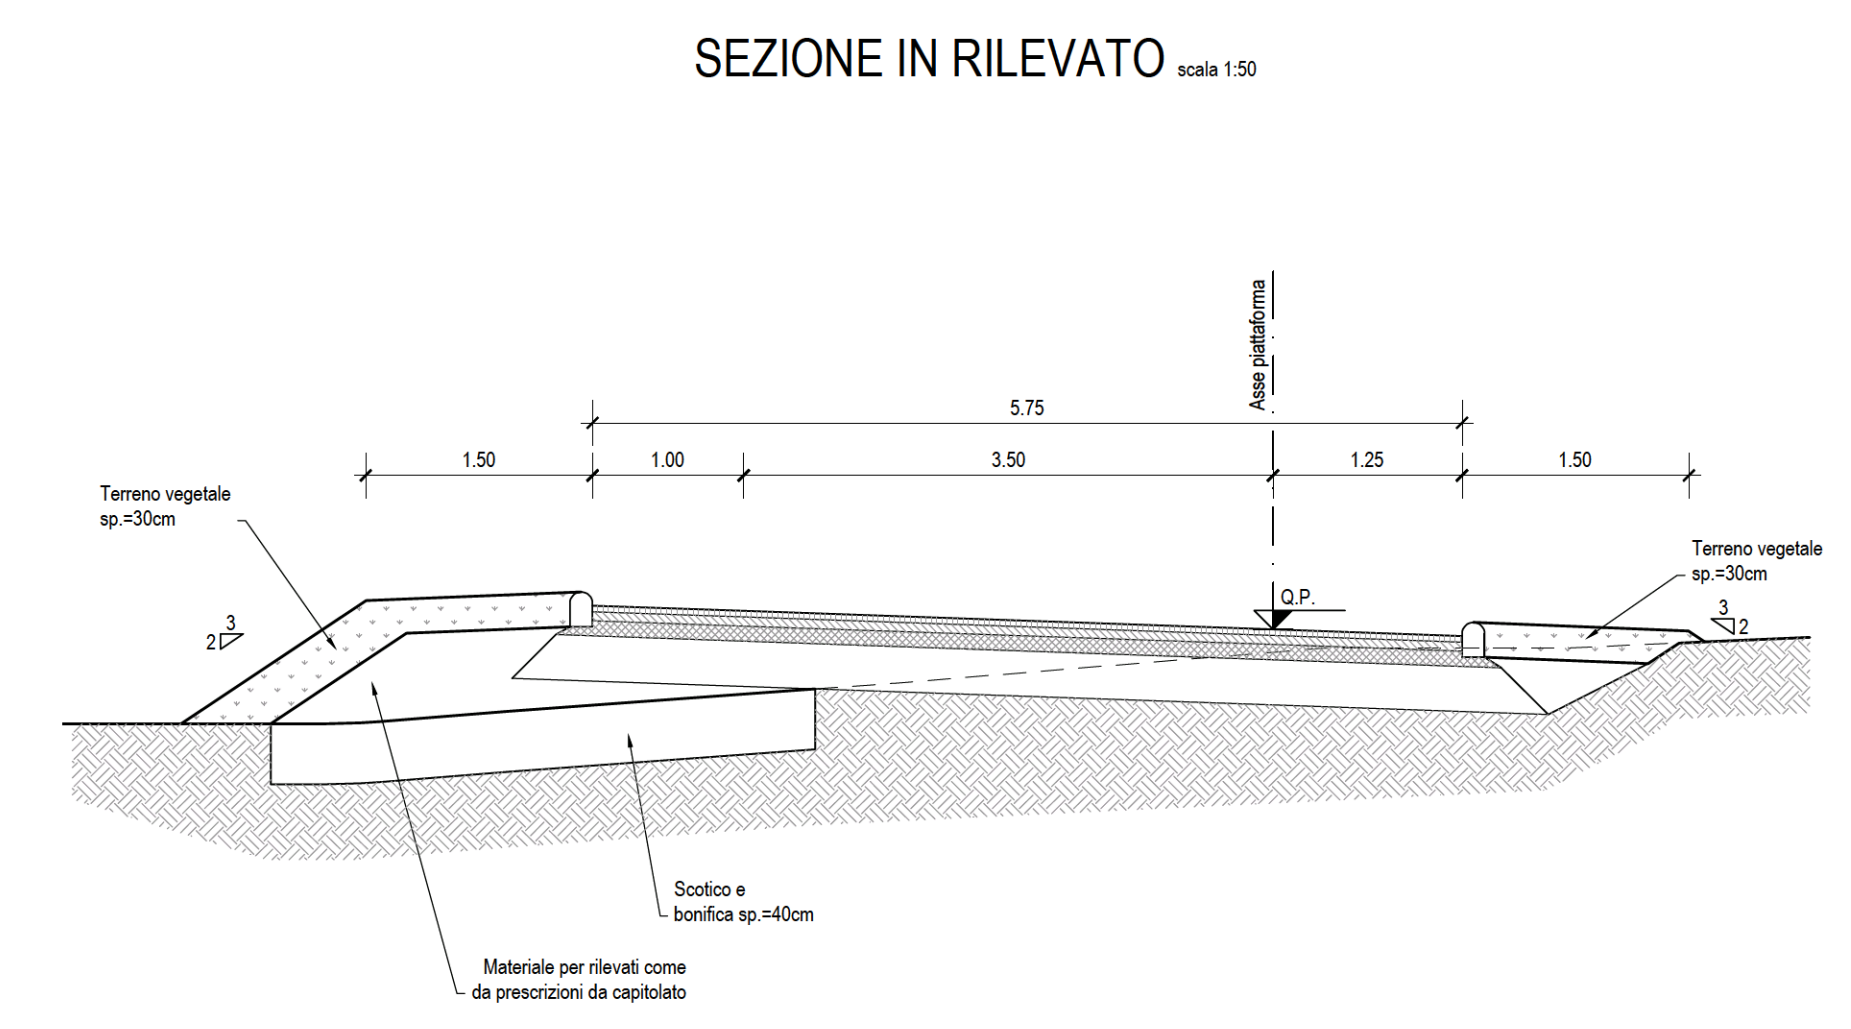 SEZIONE IN RILEVATO scala 1:50
Asse piattaforma
5.75
1.50
1.00
3.50
1.25
1.50
Terreno vegetale
sp.=30cm
Terreno vegetale
sp.=30cm
Q.P.
3
2
3
2
Scotico e
bonifica sp.=40cm
Materiale per rilevati come
da prescrizioni da capitolato